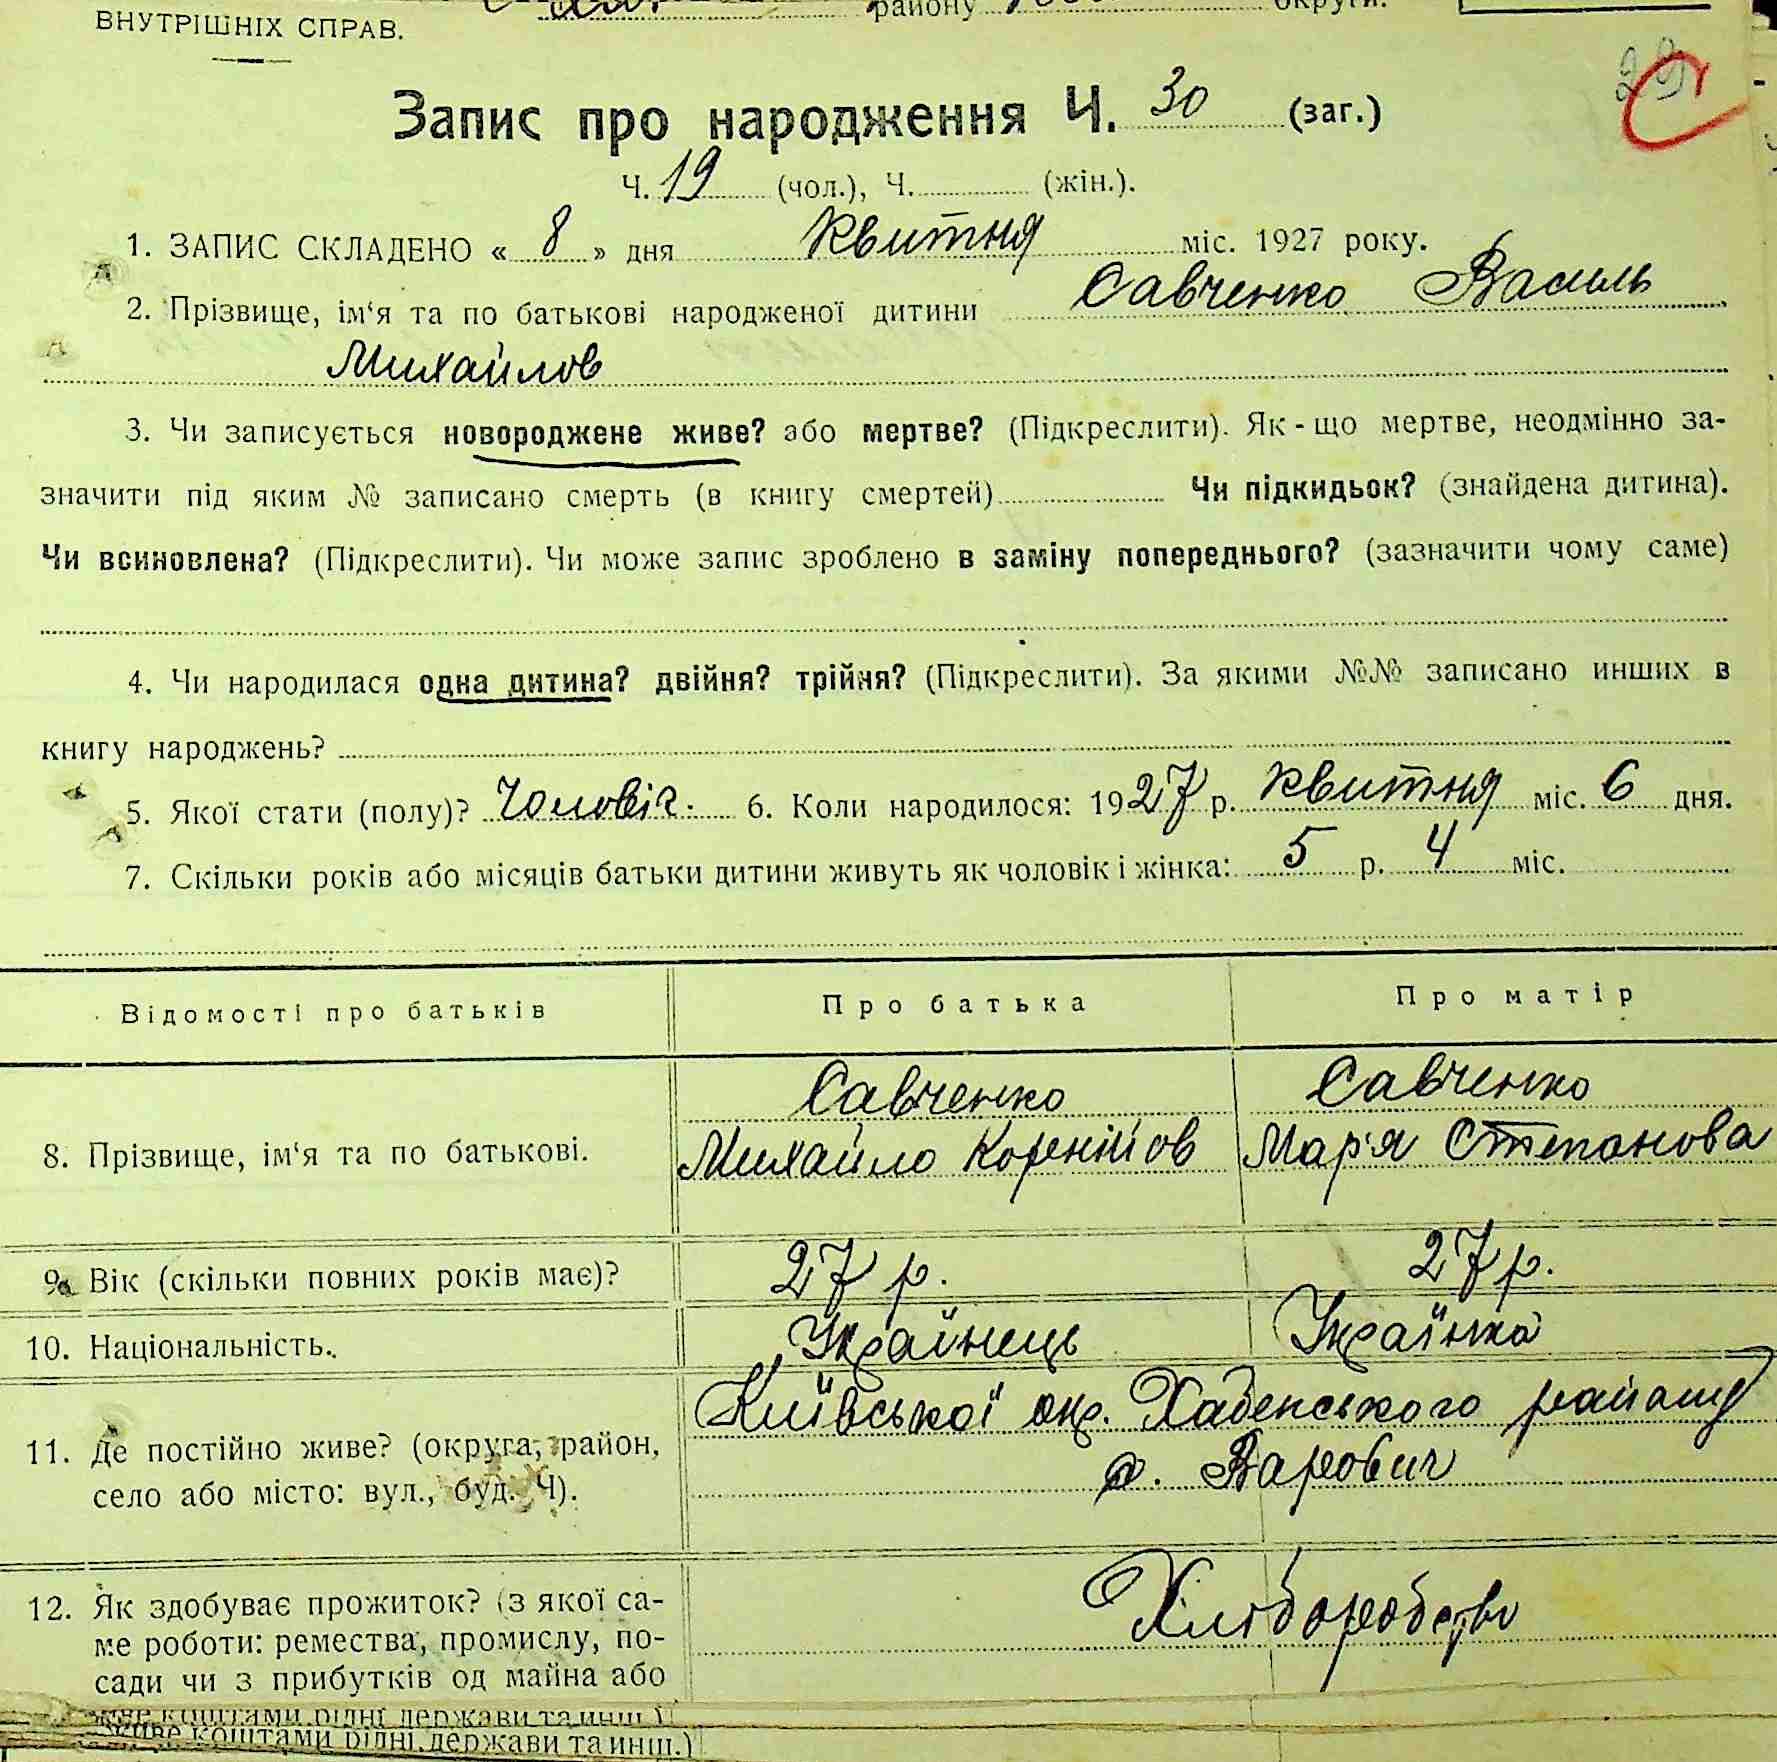 району округи.
ВНУТРІШНІХ СПРАВ.
29
Запис про народження Ч. 30 (заг.)
Ч. 19 (чол.), Ч. (жін.).
1. ЗАПИС СКЛАДЕНО « 8 » дня квитня міс. 1927 року.
2. Прізвище, ім‘я та по батькові народженої дитини Савченко Василь
Михайлов
3. Чи записується новороджене живе? або мертве? (Підкреслити). Як - що мертве, неодмінно за-
значити під яким № записано смерть (в книгу смертей) Чи підкидьок? (знайдена дитина).
Чи всиновлена? (Підкреслити). Чи може запис зроблено в заміну попереднього? (зазначити чому саме)
4. Чи народилася одна дитина? двійня? трійня? (Підкреслити). За якими №№ записано инших в
книгу народжень?
5. Якої стати (полу)? Чоловіч. 6. Коли народилося: 1927 р. квитня міс. 6 дня.
7. Скільки років або місяців батьки дитини живуть як чоловік і жінка: 5 р. 4 міс.
Відомості про батьків Про батька Про матір
Савченко Савченко
8. Прізвище, ім‘я та по батькові. Михайло Корнійов Мар'я Степанова
9. Вік (скільки повних років має)? 27 р. 27 р.
10. Національність. Українець Українка
Київської окр. Хабенського району
11. Де постійно живе? (округа, район,
с. Варовичі
село або місто: вул., буд. Ч).
12. Як здобуває прожиток? (з якої са- Хліборобство
ме роботи: ремества, промислу, по-
сади чи з прибутків од майна або
живе коштами рідні, держави та инш.)